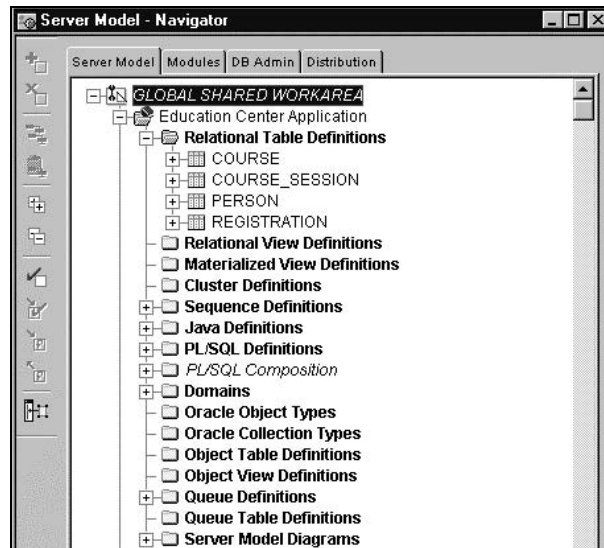 Server Model - Navigator
Server Model Modules DB Admin Distribution
GLOBAL SHARED WORKAREA
Education Center Application
Relational Table Definitions
COURSE
COURSE_SESSION
PERSON
REGISTRATION
Relational View Definitions
Materialized View Definitions
Cluster Definitions
Sequence Definitions
Java Definitions
PL/SQL Definitions
PL/SQL Composition
Domains
Oracle Object Types
Oracle Collection Types
Object Table Definitions
Object View Definitions
Queue Definitions
Queue Table Definitions
Server Model Diagrams